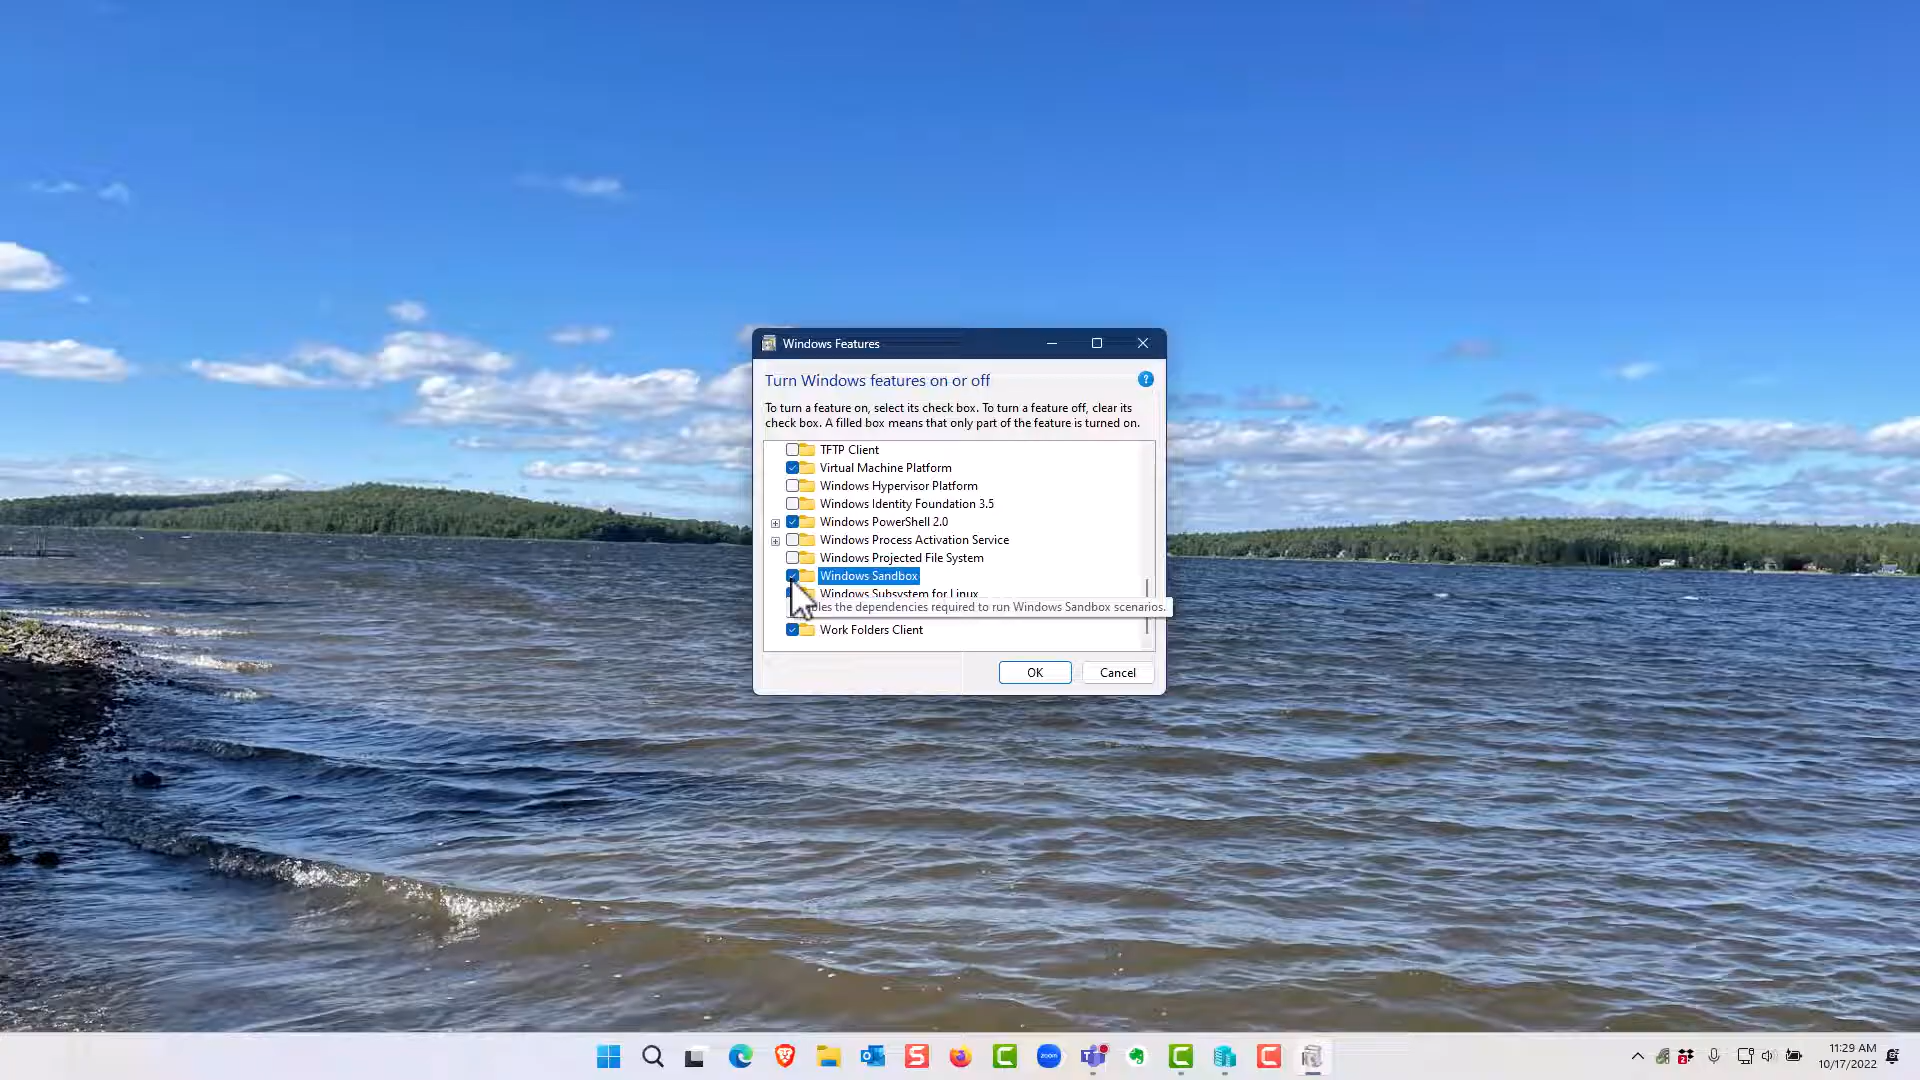 Windows Features
Turn Windows features on or off
?
To turn a feature on, select its check box. To turn a feature off, clear its
check box. A filled box means that only part of the feature is turned on.
TFTP Client
Virtual Machine Platform
Windows Hypervisor Platform
Windows Identity Foundation 3.5
Windows PowerShell 2.0
Windows Process Activation Service
Windows Projected File System
Windows Sandbox
Windows Subsystem for Linux
the dependencies required to run Windows Sandbox scenarios.
Work Folders Client
OK
Cancel
S
C
zoom
T
C
C
2
11:29 AM
10/17/2022